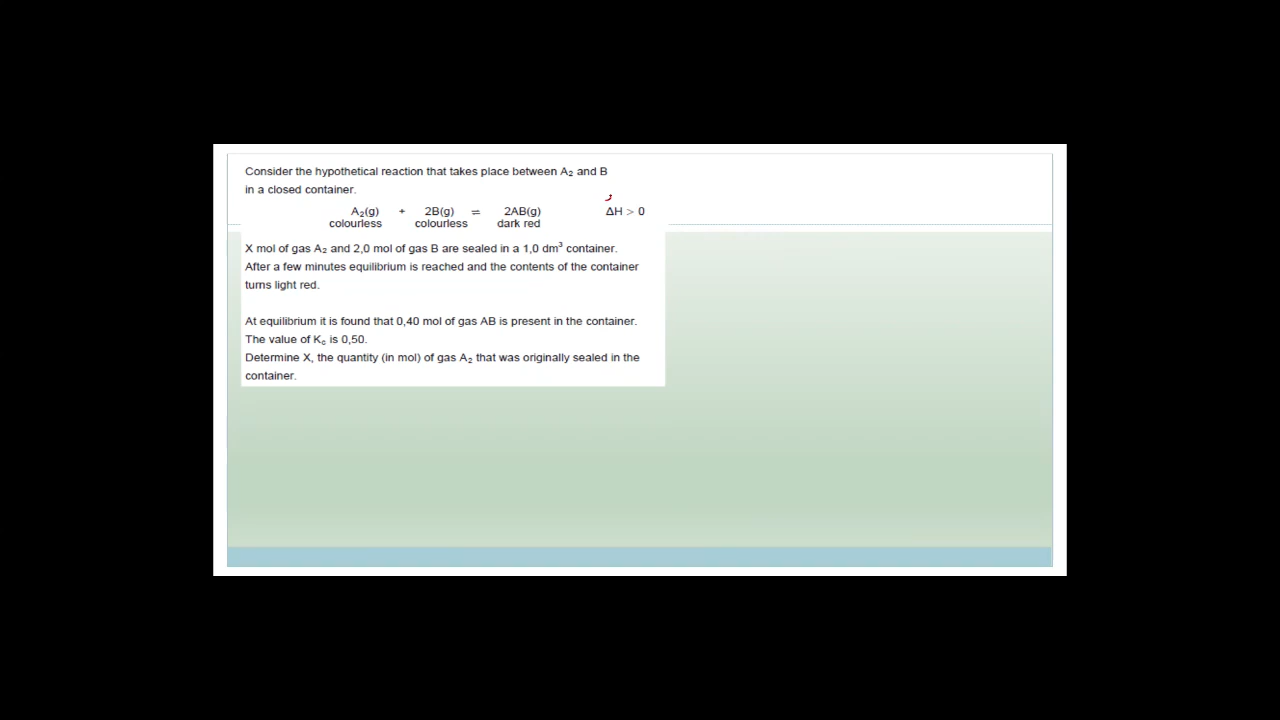 Consider the hypothetical reaction that takes place between A₂ and B
in a closed container.
A₂(g) + 2B(g) ⇌ 2AB(g) ΔH > 0
colourless colourless dark red
X mol of gas A₂ and 2,0 mol of gas B are sealed in a 1,0 dm³ container.
After a few minutes equilibrium is reached and the contents of the container
turns light red.
At equilibrium it is found that 0,40 mol of gas AB is present in the container.
The value of Kc is 0,50.
Determine X, the quantity (in mol) of gas A₂ that was originally sealed in the
container.